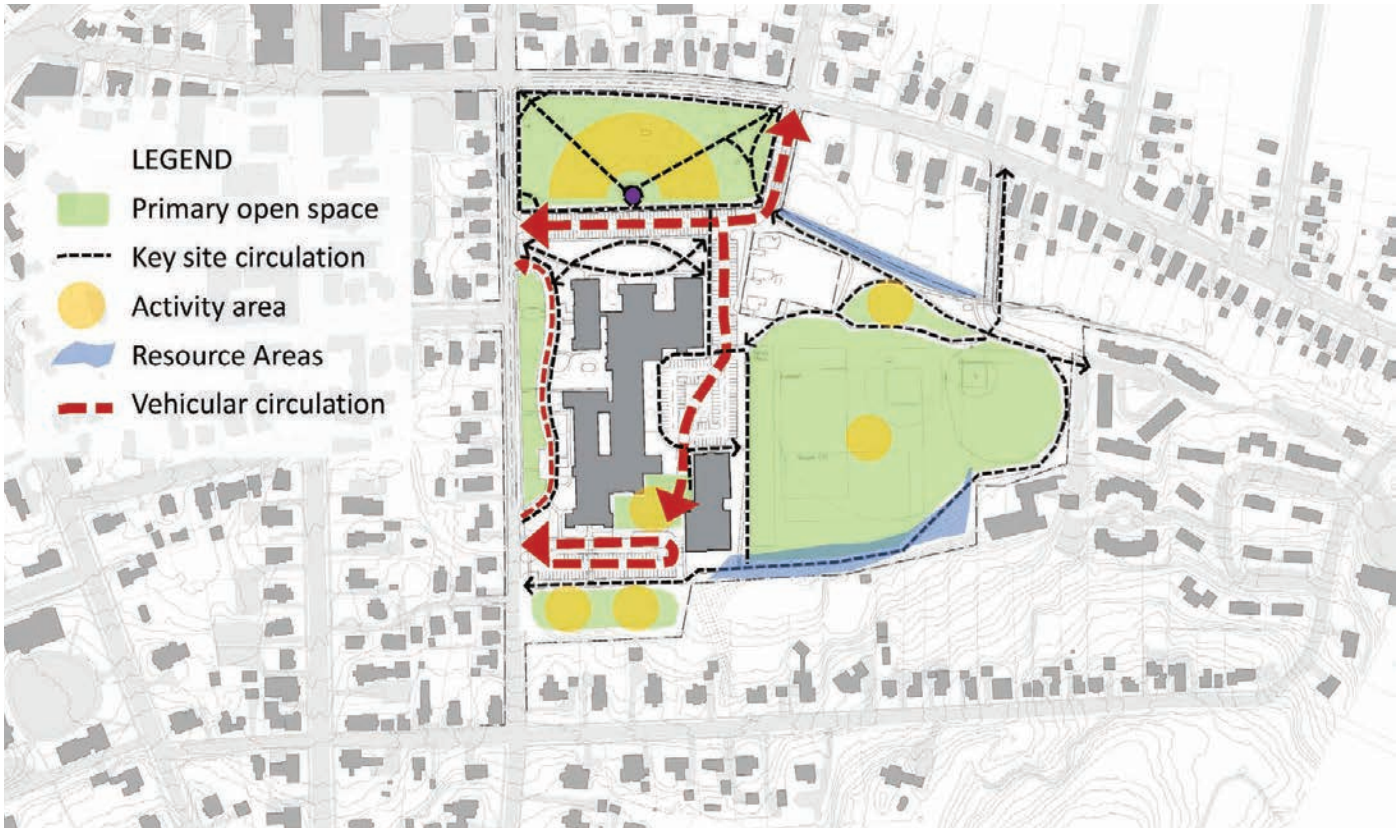 LEGEND
Primary open space
Key site circulation
Activity area
Resource Areas
Vehicular circulation